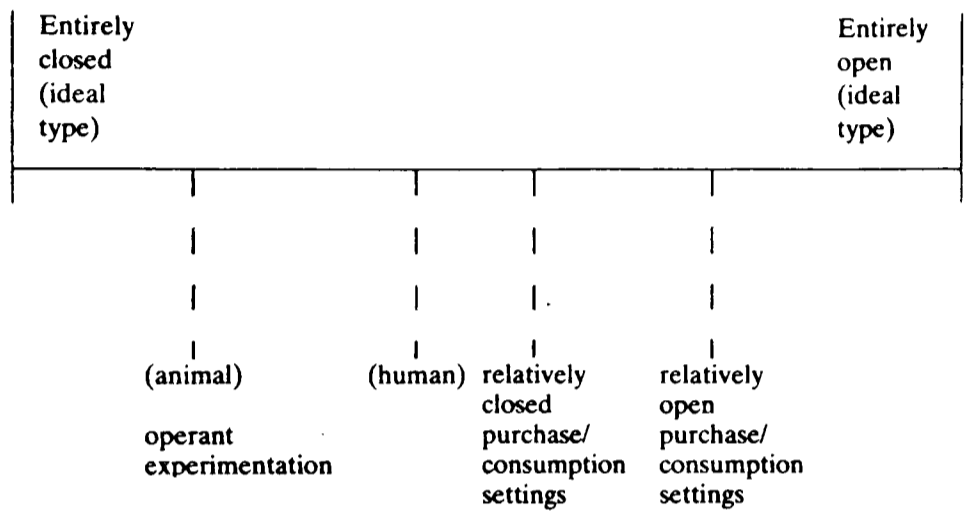 Entirely
closed
(ideal
type)
Entirely
open
(ideal
type)
(animal)
operant
experimentation
(human)
relatively
closed
purchase/
consumption
settings
relatively
open
purchase/
consumption
settings